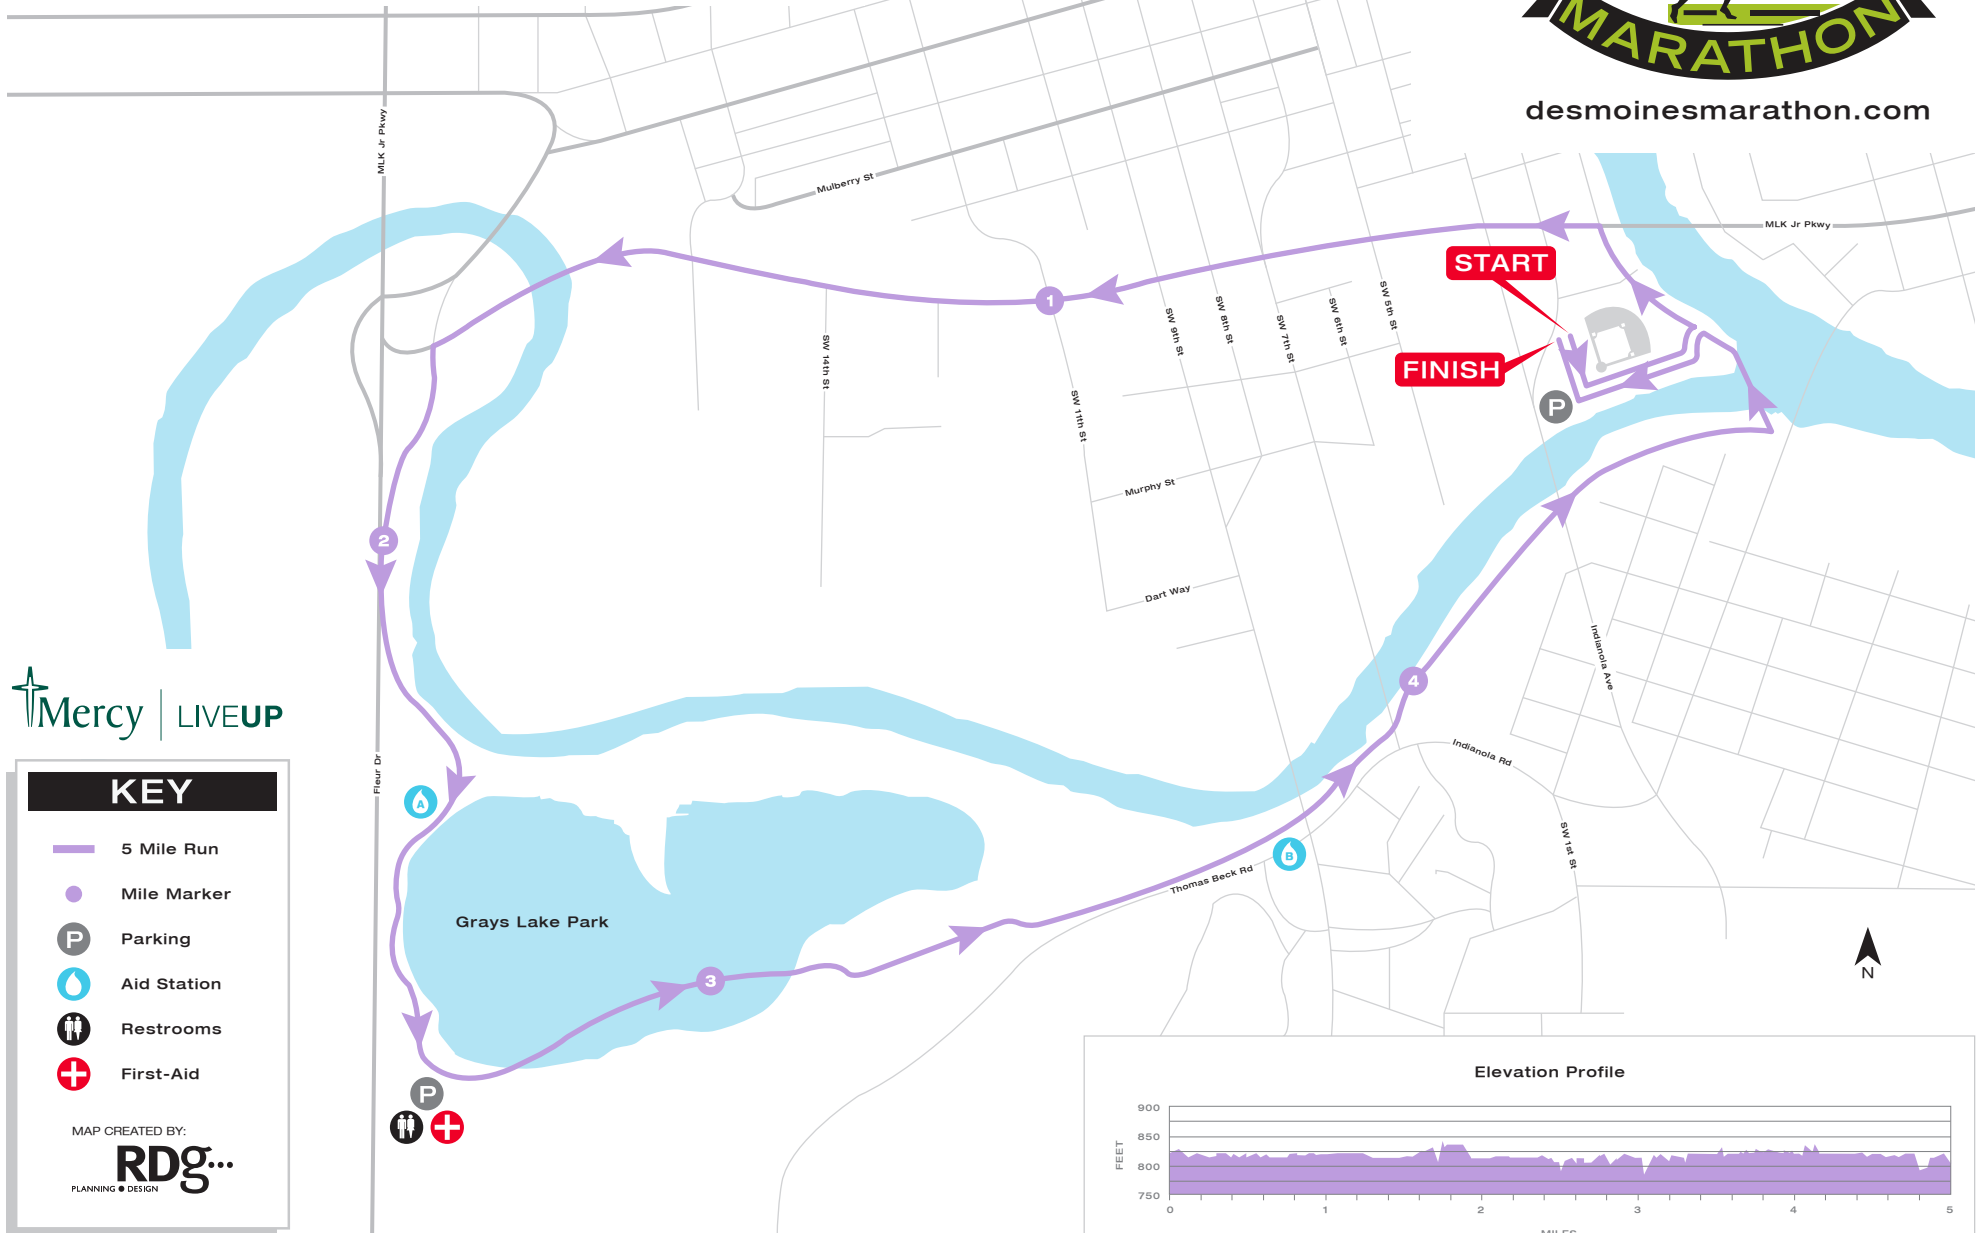 MARATHON
desmoinesmarathon.com
MLK Jr Pkwy
Mulberry St
MLK Jr Pkwy
START
FINISH
P
1
SW 14th St
SW 11th St
SW 9th St
SW 8th St
SW 7th St
SW 6th St
SW 5th St
Murphy St
Dart Way
2
4
Indianola Ave
Indianola Rd
SW 1st St
Thomas Beck Rd
Fleur Dr
A
B
Grays Lake Park
3
P
N
Mercy LIVEUP
KEY
5 Mile Run
Mile Marker
P Parking
Aid Station
Restrooms
First-Aid
MAP CREATED BY:
RDg...
PLANNING • DESIGN
Elevation Profile
FEET
900
850
800
750
0 1 2 3 4 5